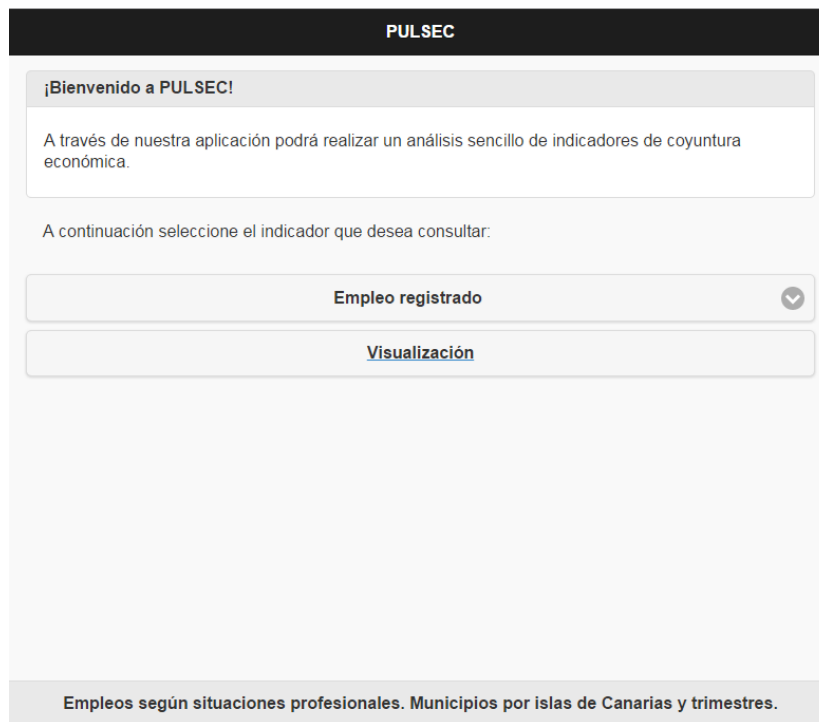 PULSEC
¡Bienvenido a PULSEC!
A través de nuestra aplicación podrá realizar un análisis sencillo de indicadores de coyuntura
económica.
A continuación seleccione el indicador que desea consultar:
Empleo registrado
Visualización
Empleos según situaciones profesionales. Municipios por islas de Canarias y trimestres.